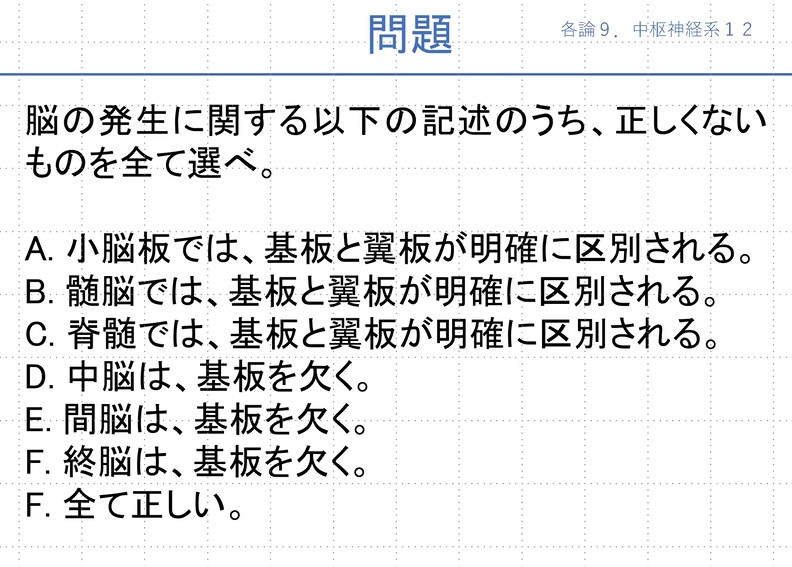 問題
各論９．中枢神経系１２
脳の発生に関する以下の記述のうち、正しくない
ものを全て選べ。
A. 小脳板では、基板と翼板が明確に区別される。
B. 髄脳では、基板と翼板が明確に区別される。
C. 脊髄では、基板と翼板が明確に区別される。
D. 中脳は、基板を欠く。
E. 間脳は、基板を欠く。
F. 終脳は、基板を欠く。
F. 全て正しい。